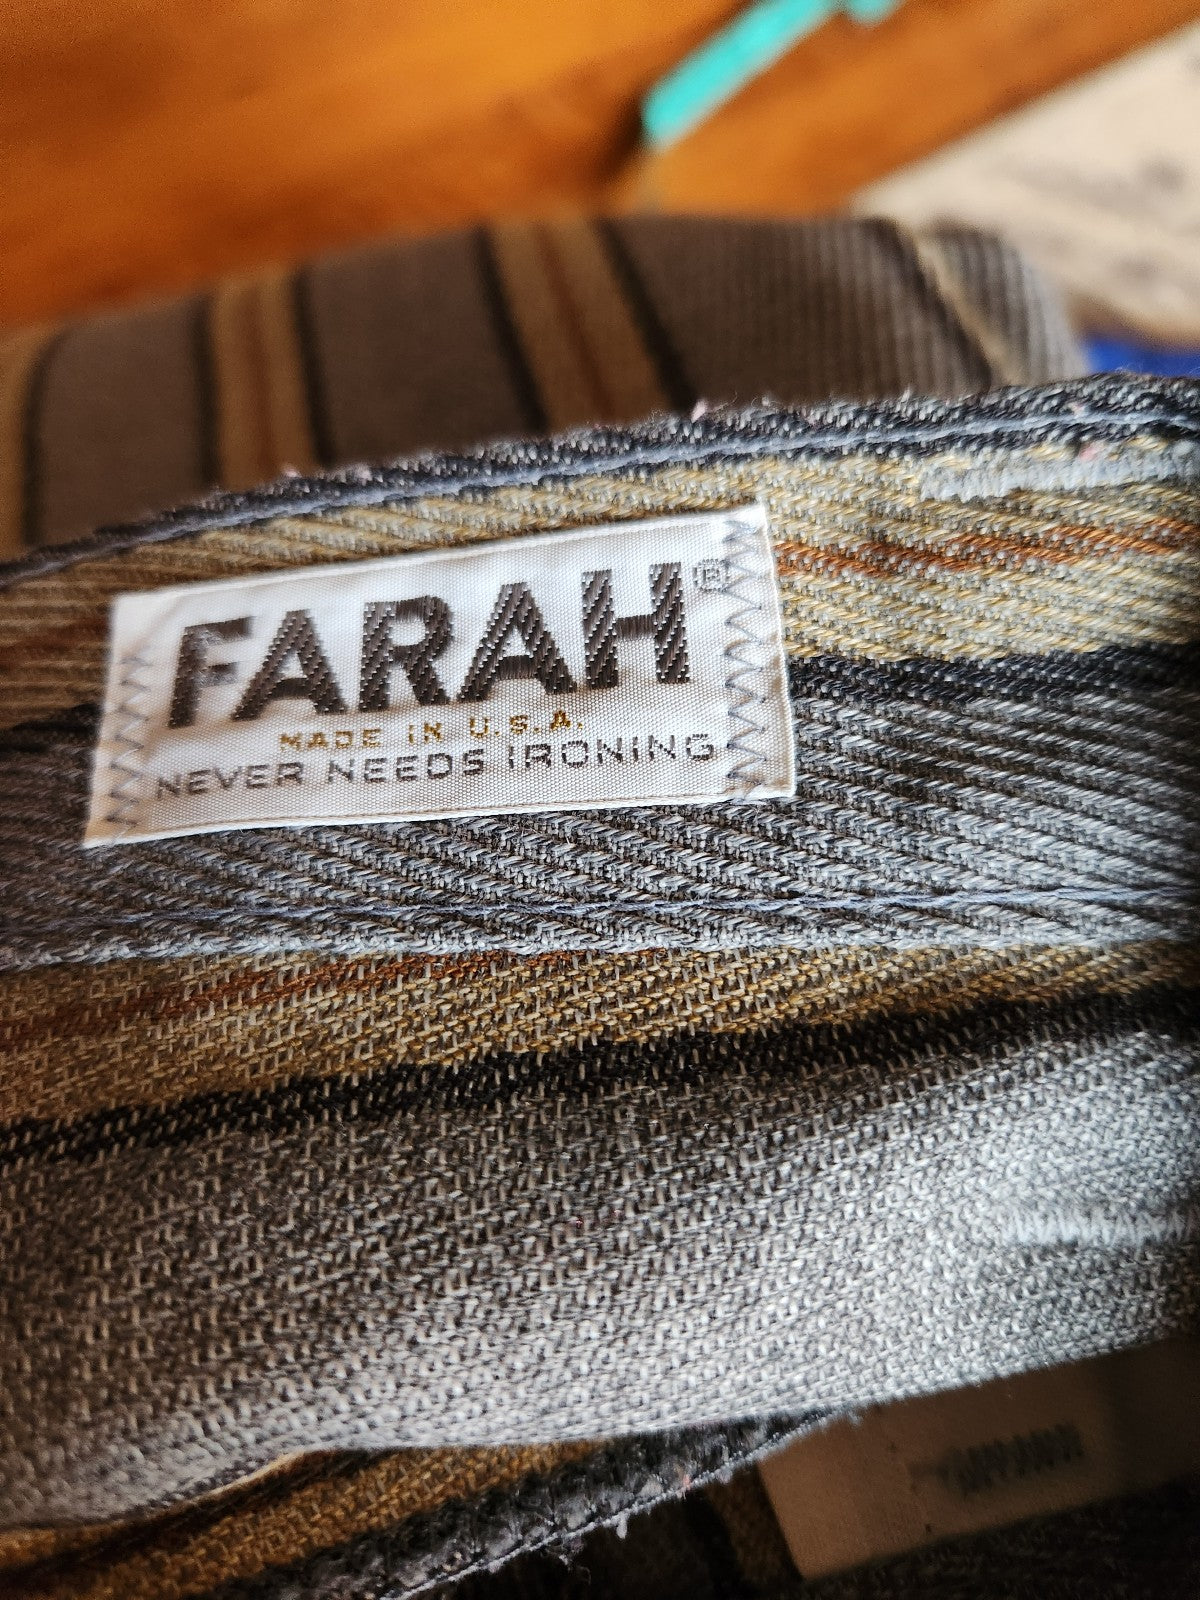 FARAH®
MADE IN U.S.A.
NEVER NEEDS IRONING